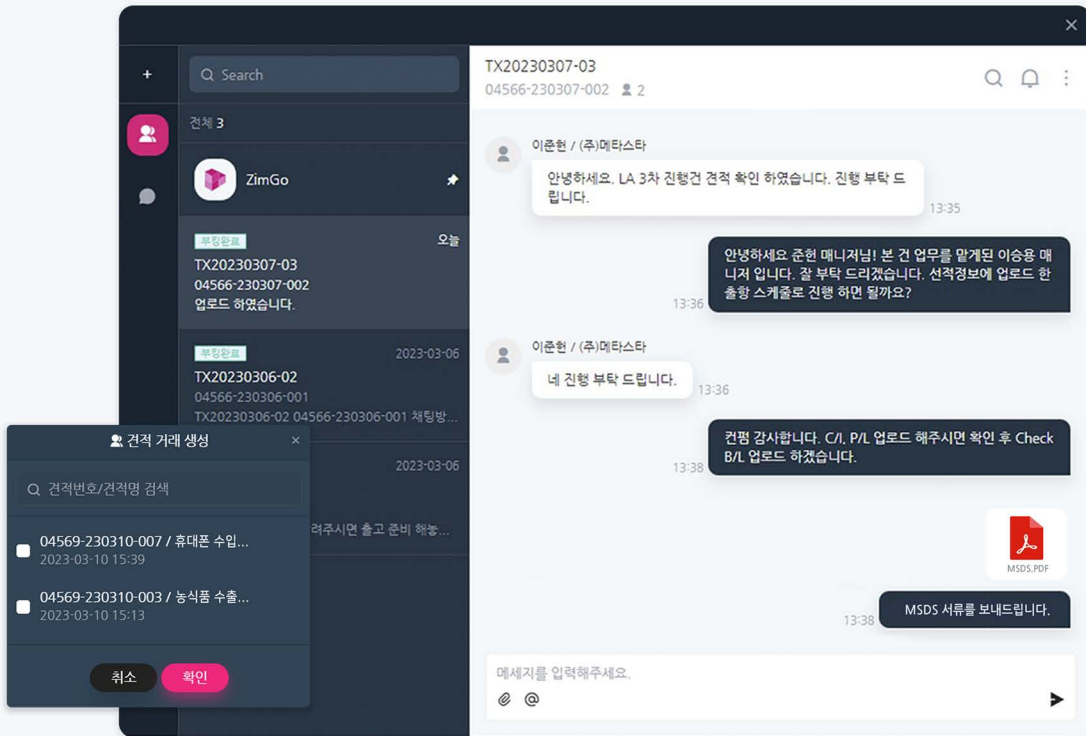 ×
+
Search
전체 3
ZimGo
부킹완료
오늘
TX20230307-03
04566-230307-002
업로드 하였습니다.
부킹완료
2023-03-06
TX20230306-02
04566-230306-001
TX20230306-02 04566-230306-001 채팅방...
2023-03-06
려주시면 출고 준비 해놓...
견적 거래 생성
×
견적번호/견적명 검색
04569-230310-007 / 휴대폰 수입...
2023-03-10 15:39
04569-230310-003 / 농식품 수출...
2023-03-10 15:13
취소
확인
TX20230307-03
04566-230307-002
2
이준헌 / (주)메타스타
안녕하세요. LA 3차 진행건 견적 확인 하였습니다. 진행 부탁 드
립니다.
13:35
안녕하세요 준헌 매니저님! 본 건 업무를 맡게된 이승용 매
니저 입니다. 잘 부탁 드리겠습니다. 선적정보에 업로드 한
출항 스케줄로 진행 하면 될까요?
13:36
이준헌 / (주)메타스타
네 진행 부탁 드립니다.
13:36
컨펌 감사합니다. C/I, P/L 업로드 해주시면 확인 후 Check
B/L 업로드 하겠습니다.
13:38
MSDS.PDF
MSDS 서류를 보내드립니다.
13:38
메세지를 입력해주세요.
@